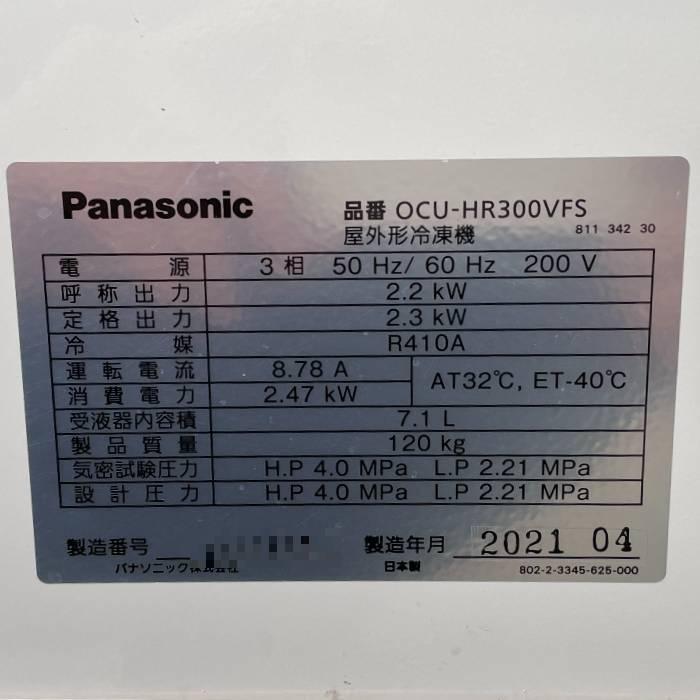 Panasonic
品番 OCU-HR300VFS
屋外形冷凍機
811 342 30
電源 3相 50 Hz/ 60 Hz 200 V
呼称出力 2.2 kW
定格出力 2.3 kW
冷媒 R410A
運転電流 8.78 A AT32℃, ET-40℃
消費電力 2.47 kW
受液器内容積 7.1 L
製品質量 120 kg
気密試験圧力 H.P 4.0 MPa L.P 2.21 MPa
設計圧力 H.P 4.0 MPa L.P 2.21 MPa
製造番号
製造年月 2021 04
パナソニック株式会社
日本製
802-2-3345-625-000